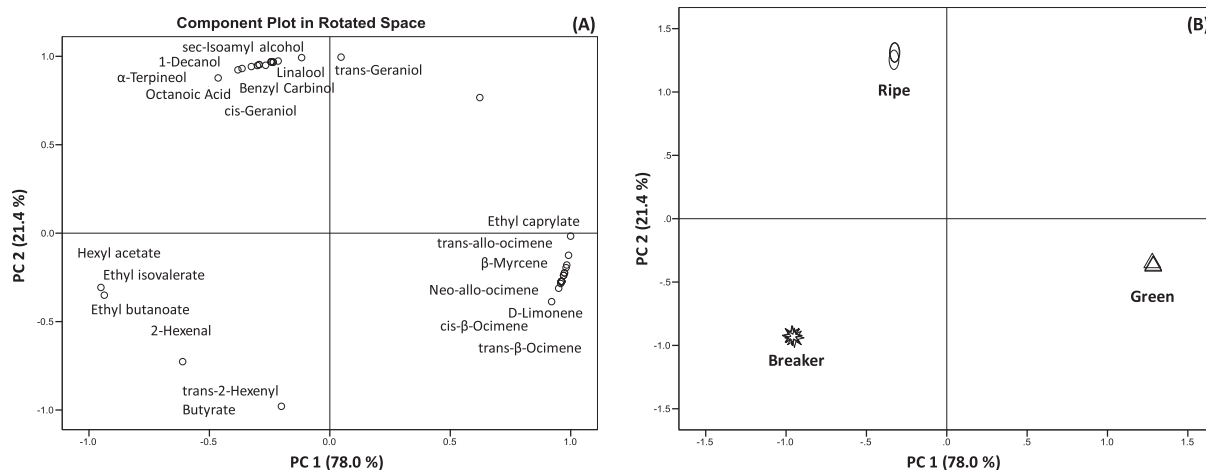 Component Plot in Rotated Space
(A)
sec-Isoamyl alcohol
1-Decanol
Linalool
trans-Geraniol
α-Terpineol
Benzyl Carbinol
Octanoic Acid
cis-Geraniol
Ethyl caprylate
trans-allo-ocimene
β-Myrcene
Neo-allo-ocimene
D-Limonene
cis-β-Ocimene
trans-β-Ocimene
Hexyl acetate
Ethyl isovalerate
Ethyl butanoate
2-Hexenal
trans-2-Hexenyl
Butyrate
1.0
0.5
0.0
-0.5
-1.0
PC 2 (21.4 %)
-1.0 -0.5 0.0 0.5 1.0
PC 1 (78.0 %)
(B)
Ripe
Green
Breaker
1.5
1.0
.5
.0
-.5
-1.0
-1.5
PC 2 (21.4 %)
-1.5 -1.0 -.5 .0 .5 1.0 1.5
PC 1 (78.0 %)